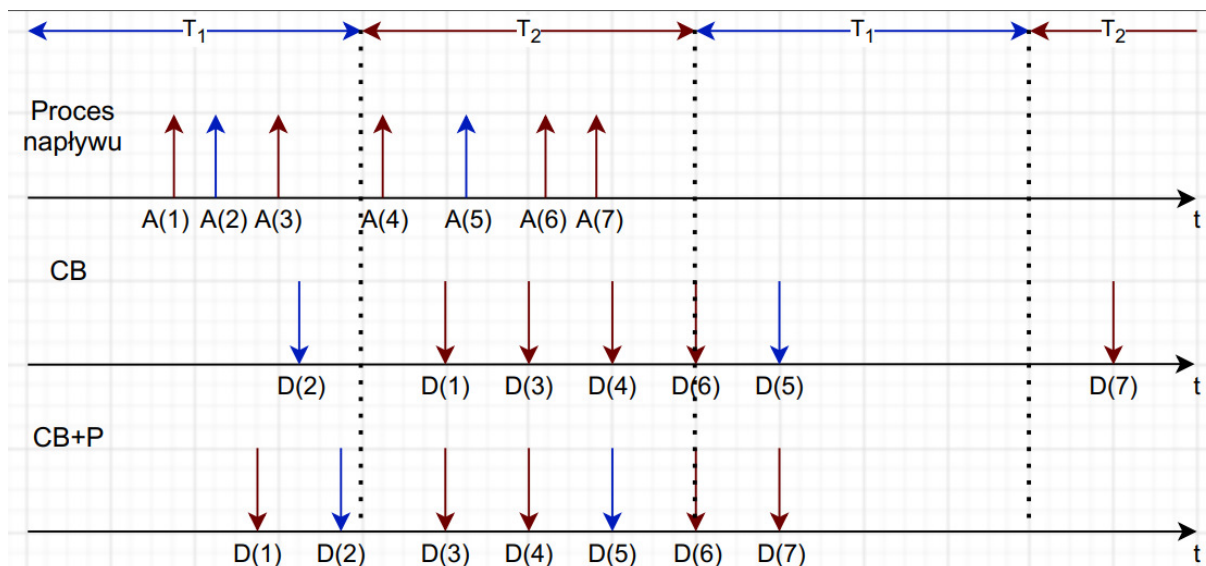 T1 T2 T1 T2
Proces
napływu
A(1) A(2) A(3) A(4) A(5) A(6) A(7) t
CB
D(2) D(1) D(3) D(4) D(6) D(5) D(7) t
CB+P
D(1) D(2) D(3) D(4) D(5) D(6) D(7) t